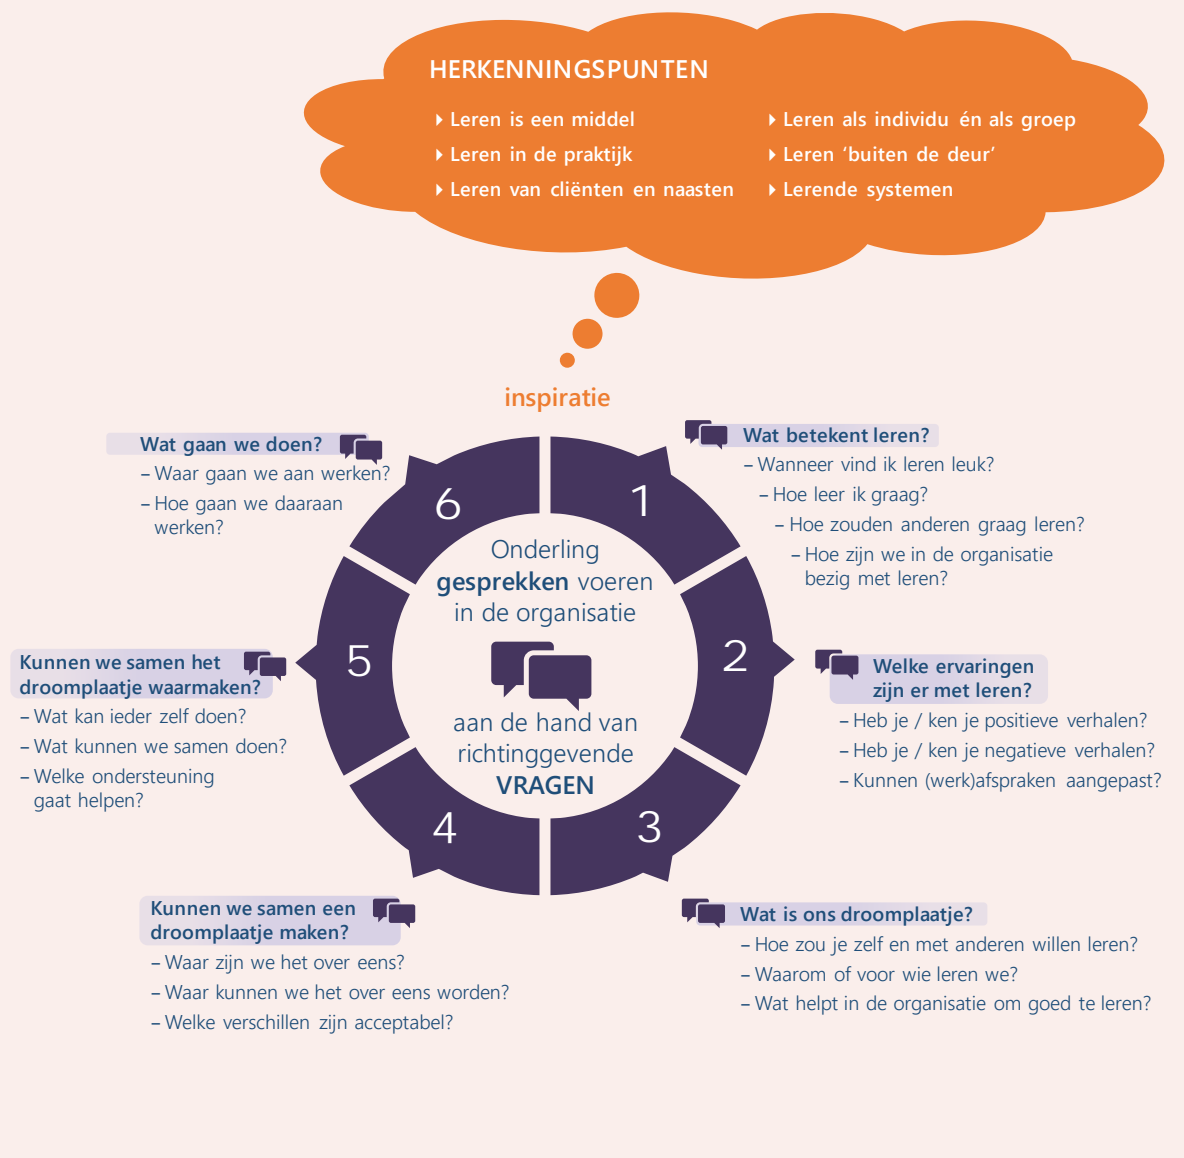 HERKENNINGSPUNTEN
Leren is een middel
Leren in de praktijk
Leren van cliënten en naasten
Leren als individu én als groep
Leren ‘buiten de deur’
Lerende systemen
inspiratie
Onderling
gesprekken voeren
in de organisatie
aan de hand van
richtinggevende
VRAGEN
1
Wat betekent leren?
– Wanneer vind ik leren leuk?
– Hoe leer ik graag?
– Hoe zouden anderen graag leren?
– Hoe zijn we in de organisatie
bezig met leren?
2
Welke ervaringen
zijn er met leren?
– Heb je / ken je positieve verhalen?
– Heb je / ken je negatieve verhalen?
– Kunnen (werk)afspraken aangepast?
3
Wat is ons droomplaatje?
– Hoe zou je zelf en met anderen willen leren?
– Waarom of voor wie leren we?
– Wat helpt in de organisatie om goed te leren?
4
Kunnen we samen een
droomplaatje maken?
– Waar zijn we het over eens?
– Waar kunnen we het over eens worden?
– Welke verschillen zijn acceptabel?
5
Kunnen we samen het
droomplaatje waarmaken?
– Wat kan ieder zelf doen?
– Wat kunnen we samen doen?
– Welke ondersteuning
gaat helpen?
6
Wat gaan we doen?
– Waar gaan we aan werken?
– Hoe gaan we daaraan
werken?